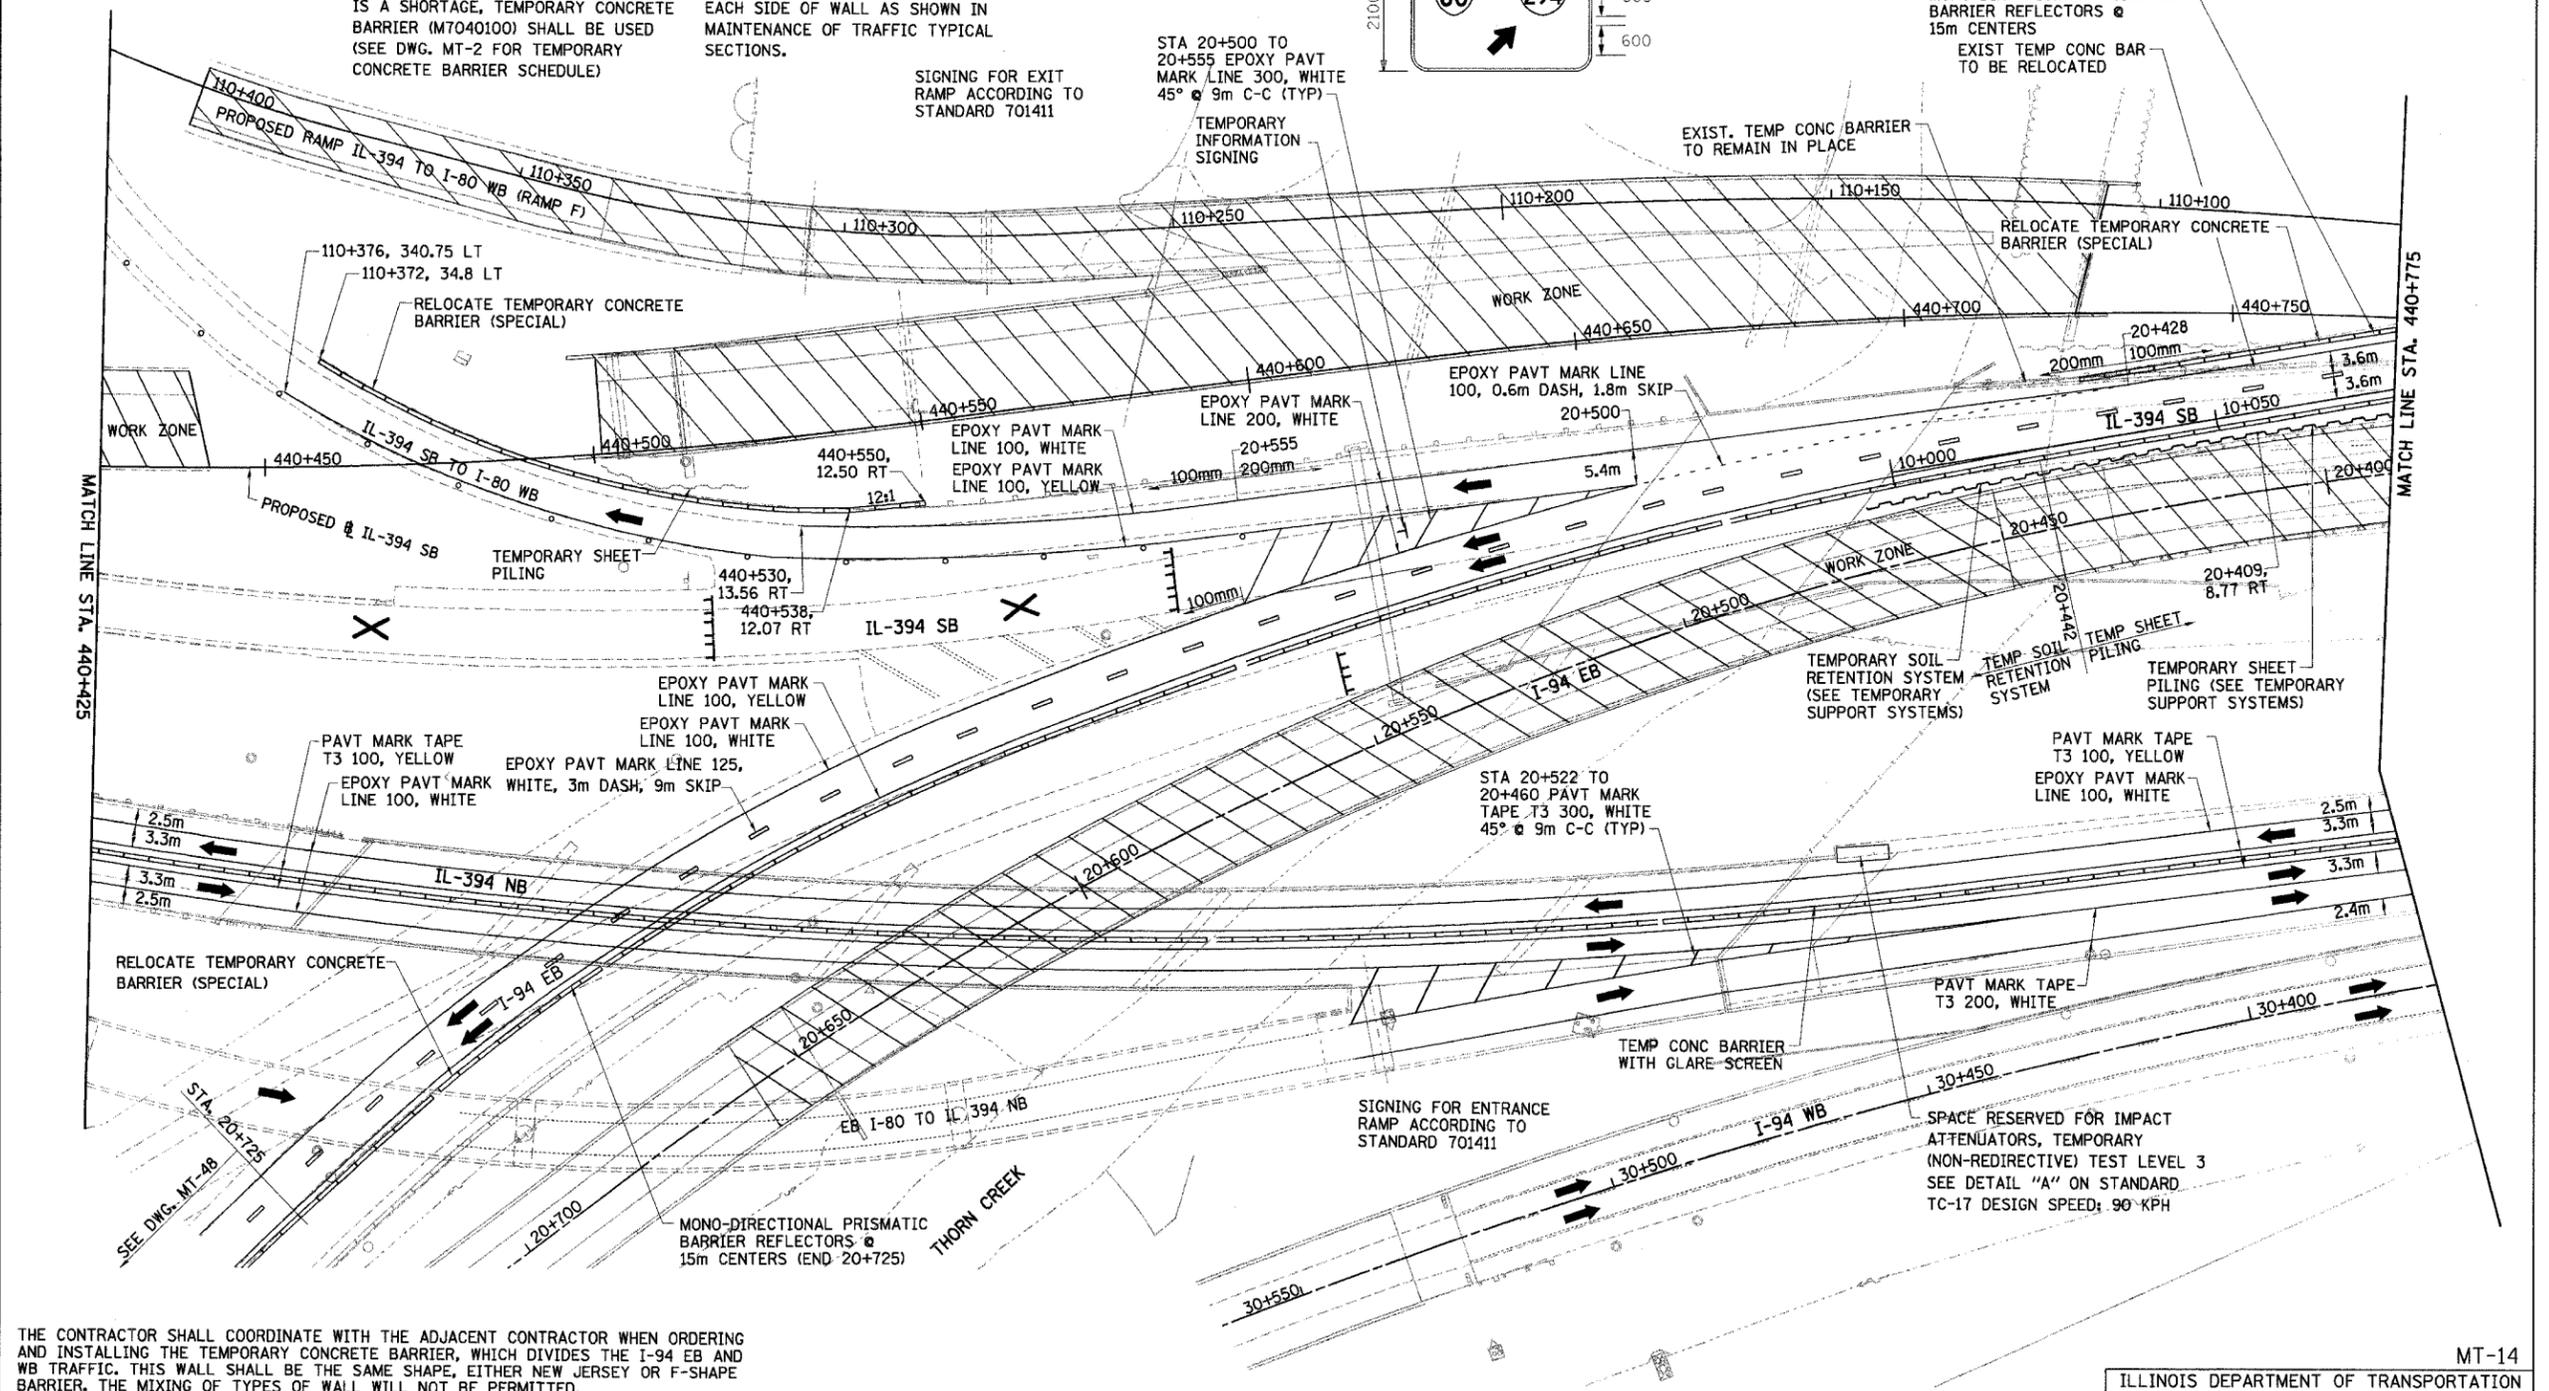 IS A SHORTAGE, TEMPORARY CONCRETE
BARRIER (M7040100) SHALL BE USED
(SEE DWG. MT-2 FOR TEMPORARY
CONCRETE BARRIER SCHEDULE)
EACH SIDE OF WALL AS SHOWN IN
MAINTENANCE OF TRAFFIC TYPICAL
SECTIONS.
SIGNING FOR EXIT
RAMP ACCORDING TO
STANDARD 701411
STA 20+500 TO
20+555 EPOXY PAVT
MARK LINE 300, WHITE
45° @ 9m C-C (TYP)
TEMPORARY
INFORMATION
SIGNING
2100
600
BARRIER REFLECTORS @
15m CENTERS
EXIST TEMP CONC BAR
TO BE RELOCATED
EXIST. TEMP CONC BARRIER
TO REMAIN IN PLACE
110+400
PROPOSED RAMP IL-394 TO I-80 WB (RAMP F)
110+350
110+300
110+250
110+200
110+150
110+100
RELOCATE TEMPORARY CONCRETE
BARRIER (SPECIAL)
110+376, 340.75 LT
110+372, 34.8 LT
RELOCATE TEMPORARY CONCRETE
BARRIER (SPECIAL)
WORK ZONE
WORK ZONE
440+450
440+500
440+550
440+600
440+650
440+700
440+750
20+428
200mm
100mm
3.6m
3.6m
MATCH LINE STA. 440+775
EPOXY PAVT MARK LINE
100, 0.6m DASH, 1.8m SKIP
20+500
EPOXY PAVT MARK
LINE 200, WHITE
EPOXY PAVT MARK
LINE 100, WHITE
EPOXY PAVT MARK
LINE 100, YELLOW
20+555
100mm
200mm
5.4m
440+550,
12.50 RT
12:1
IL-394 SB TO I-80 WB
PROPOSED ℄ IL-394 SB
TEMPORARY SHEET
PILING
440+530,
13.56 RT
440+538,
12.07 RT
IL-394 SB
100mm
IL-394 SB
10+050
10+000
20+400
20+450
WORK ZONE
20+500
I-94 EB
20+550
20+600
20+650
20+700
20+409,
8.77 RT
20+442
TEMP SOIL
RETENTION
SYSTEM
TEMP SHEET
PILING
TEMPORARY SOIL
RETENTION SYSTEM
(SEE TEMPORARY
SUPPORT SYSTEMS)
TEMPORARY SHEET
PILING (SEE TEMPORARY
SUPPORT SYSTEMS)
MATCH LINE STA. 440+425
EPOXY PAVT MARK
LINE 100, YELLOW
EPOXY PAVT MARK
LINE 100, WHITE
EPOXY PAVT MARK LINE 125,
WHITE, 3m DASH, 9m SKIP
PAVT MARK TAPE
T3 100, YELLOW
EPOXY PAVT MARK
LINE 100, WHITE
2.5m
3.3m
3.3m
2.5m
IL-394 NB
STA 20+522 TO
20+460 PAVT MARK
TAPE T3 300, WHITE
45° @ 9m C-C (TYP)
PAVT MARK TAPE
T3 100, YELLOW
EPOXY PAVT MARK
LINE 100, WHITE
2.5m
3.3m
3.3m
2.4m
RELOCATE TEMPORARY CONCRETE
BARRIER (SPECIAL)
I-94 EB
STA. 20+725
SEE DWG. MT-48
EB I-80 TO IL 394 NB
MONO-DIRECTIONAL PRISMATIC
BARRIER REFLECTORS @
15m CENTERS (END 20+725)
THORN CREEK
PAVT MARK TAPE
T3 200, WHITE
TEMP CONC BARRIER
WITH GLARE SCREEN
SIGNING FOR ENTRANCE
RAMP ACCORDING TO
STANDARD 701411
30+400
30+450
I-94 WB
30+500
30+550
SPACE RESERVED FOR IMPACT
ATTENUATORS, TEMPORARY
(NON-REDIRECTIVE) TEST LEVEL 3
SEE DETAIL "A" ON STANDARD
TC-17 DESIGN SPEED: 90 KPH
THE CONTRACTOR SHALL COORDINATE WITH THE ADJACENT CONTRACTOR WHEN ORDERING
AND INSTALLING THE TEMPORARY CONCRETE BARRIER, WHICH DIVIDES THE I-94 EB AND
WB TRAFFIC. THIS WALL SHALL BE THE SAME SHAPE, EITHER NEW JERSEY OR F-SHAPE
BARRIER. THE MIXING OF TYPES OF WALL WILL NOT BE PERMITTED.
MT-14
ILLINOIS DEPARTMENT OF TRANSPORTATION